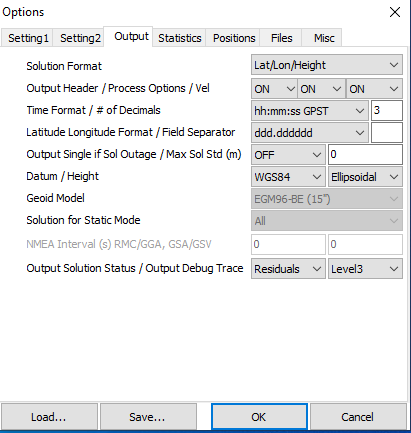 Options
Setting1 Setting2 Output Statistics Positions Files Misc
Solution Format Lat/Lon/Height
Output Header / Process Options / Vel ON ON ON
Time Format / # of Decimals hh:mm:ss GPST 3
Latitude Longitude Format / Field Separator ddd.dddddd
Output Single if Sol Outage / Max Sol Std (m) OFF 0
Datum / Height WGS84 Ellipsoidal
Geoid Model EGM96-BE (15")
Solution for Static Mode All
NMEA Interval (s) RMC/GGA, GSA/GSV 0 0
Output Solution Status / Output Debug Trace Residuals Level3
Load... Save... OK Cancel